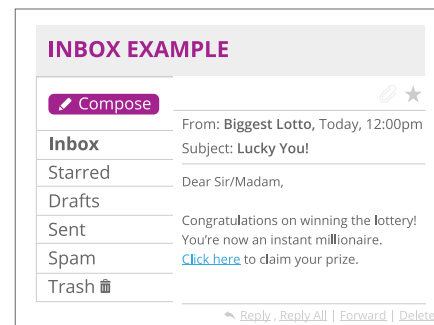 INBOX EXAMPLE
Compose
Inbox
Starred
Drafts
Sent
Spam
Trash
From: Biggest Lotto, Today, 12:00pm
Subject: Lucky You!
Dear Sir/Madam,
Congratulations on winning the lottery!
You're now an instant millionaire.
Click here to claim your prize.
Reply , Reply All | Forward | Delete